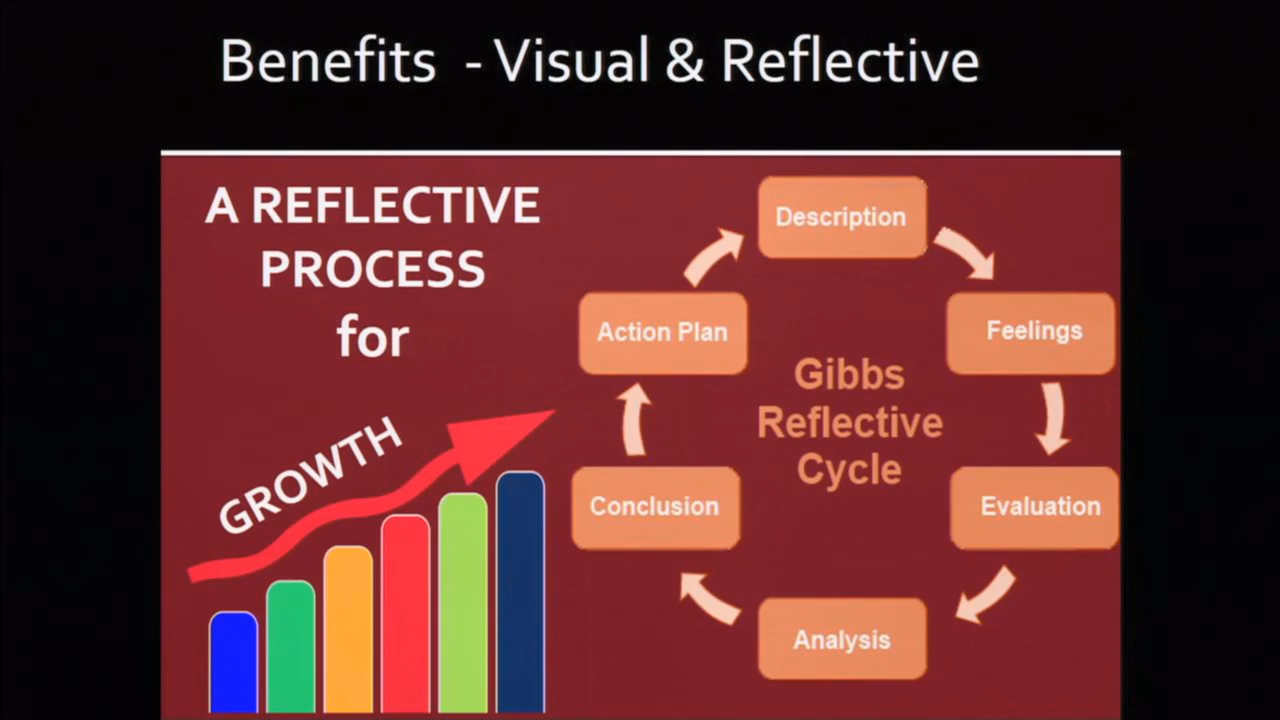 Benefits - Visual & Reflective
A REFLECTIVE
PROCESS
for
GROWTH
Description
Feelings
Evaluation
Analysis
Conclusion
Action Plan
Gibbs
Reflective
Cycle